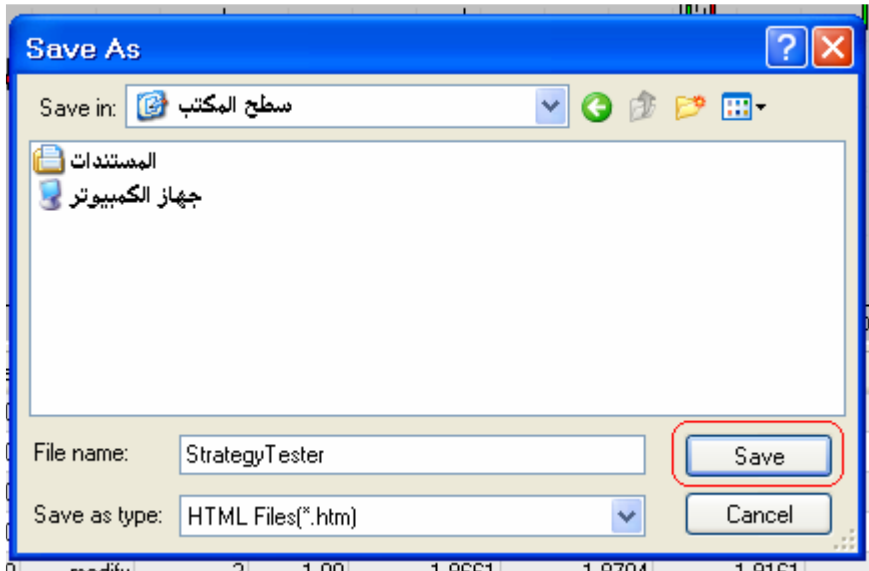 Save As
Save in: سطح المكتب
المستندات
جهاز الكمبيوتر
File name: StrategyTester Save
Save as type: HTML Files(*.htm) Cancel